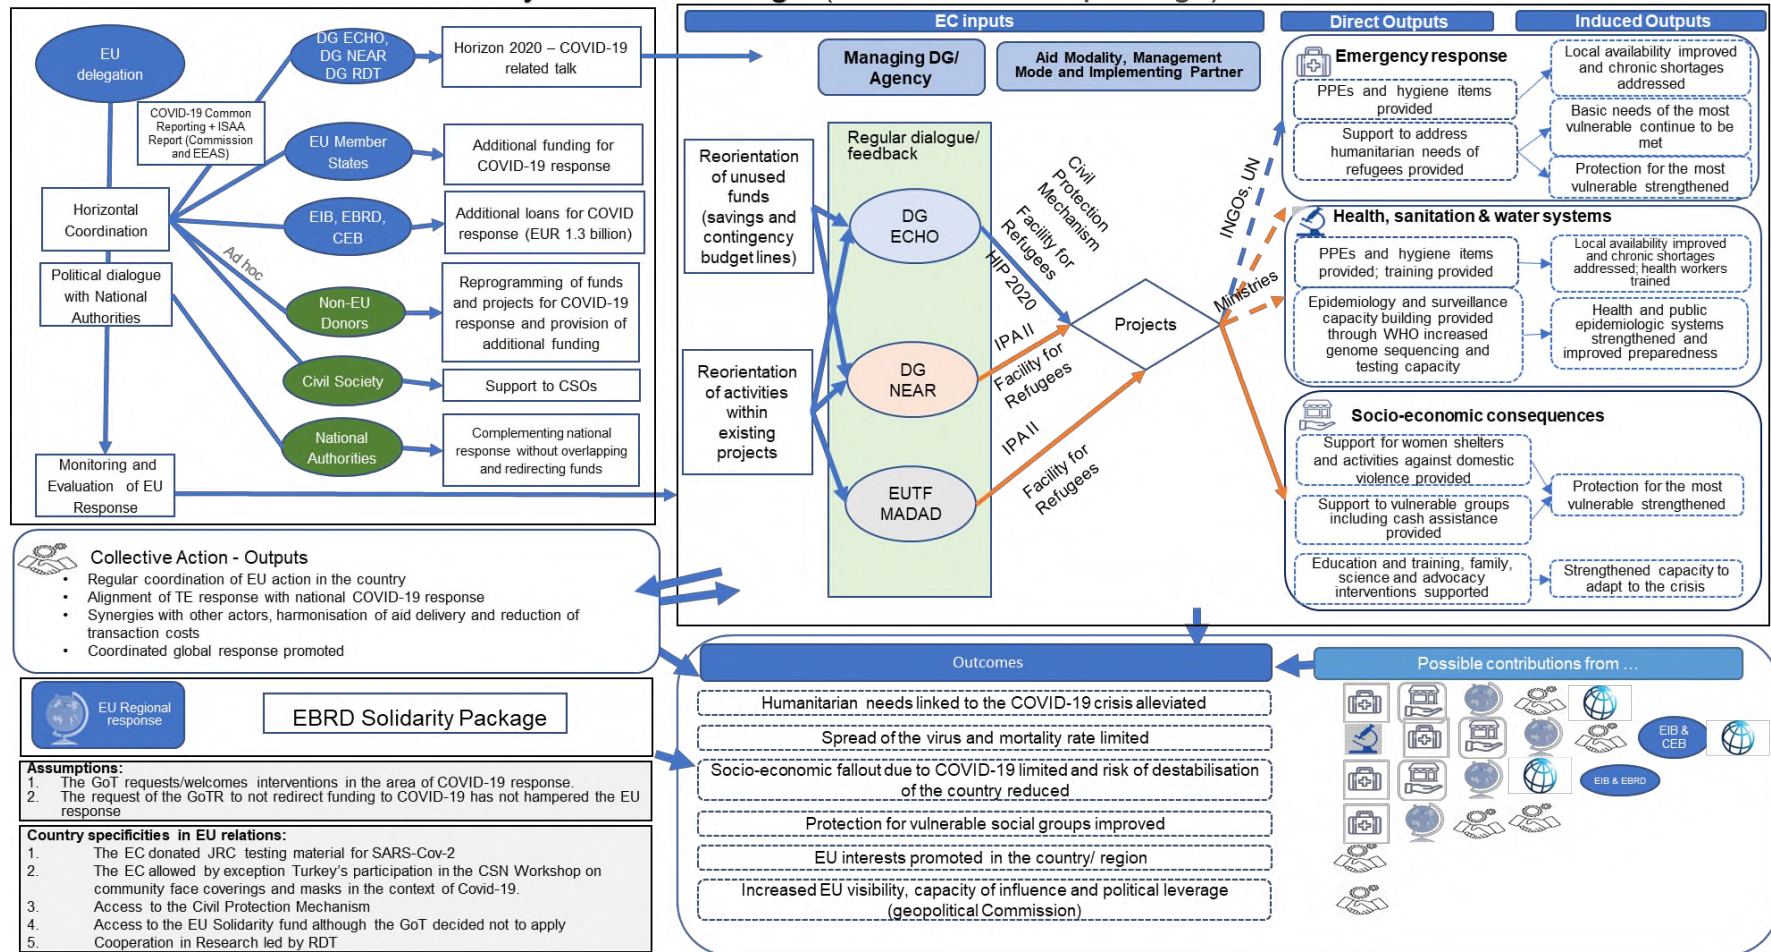 EU
delegation
DG ECHO,
DG NEAR
DG RDT
Horizon 2020 – COVID-19
related talk
COVID-19 Common
Reporting + ISAA
Report (Commission
and EEAS)
EU Member
States
Additional funding for
COVID-19 response
Horizontal
Coordination
EIB, EBRD,
CEB
Additional loans for COVID
response (EUR 1.3 billion)
Ad hoc
Political dialogue
with National
Authorities
Non-EU
Donors
Reprogramming of funds
and projects for COVID-19
response and provision of
additional funding
Civil Society
Support to CSOs
National
Authorities
Complementing national
response without overlapping
and redirecting funds
Monitoring and
Evaluation of EU
Response
EC inputs
Managing DG/
Agency
Aid Modality, Management
Mode and Implementing Partner
Regular dialogue/
feedback
Reorientation
of unused
funds
(savings and
contingency
budget lines)
Reorientation
of activities
within
existing
projects
DG
ECHO
DG
NEAR
EUTF
MADAD
Civil
Protection
Mechanism
Facility for
Refugees
HIP 2020
IPA II
Facility for
Refugees
IPA II
Facility for
Refugees
Projects
INGOs, UN
Ministries
Direct Outputs
Induced Outputs
Emergency response
PPEs and hygiene items
provided
Support to address
humanitarian needs of
refugees provided
Local availability improved
and chronic shortages
addressed
Basic needs of the most
vulnerable continue to be
met
Protection for the most
vulnerable strengthened
Health, sanitation & water systems
PPEs and hygiene items
provided; training provided
Epidemiology and surveillance
capacity building provided
through WHO increased
genome sequencing and
testing capacity
Local availability improved
and chronic shortages
addressed; health workers
trained
Health and public
epidemiologic systems
strengthened and
improved preparedness
Socio-economic consequences
Support for women shelters
and activities against domestic
violence provided
Support to vulnerable groups
including cash assistance
provided
Protection for the most
vulnerable strengthened
Education and training, family,
science and advocacy
interventions supported
Strengthened capacity to
adapt to the crisis
Collective Action - Outputs
• Regular coordination of EU action in the country
• Alignment of TE response with national COVID-19 response
• Synergies with other actors, harmonisation of aid delivery and reduction of
transaction costs
• Coordinated global response promoted
EU Regional
response
EBRD Solidarity Package
Assumptions:
1. The GoT requests/welcomes interventions in the area of COVID-19 response.
2. The request of the GoTR to not redirect funding to COVID-19 has not hampered the EU
response
Country specificities in EU relations:
1. The EC donated JRC testing material for SARS-Cov-2
2. The EC allowed by exception Turkey's participation in the CSN Workshop on
community face coverings and masks in the context of Covid-19.
3. Access to the Civil Protection Mechanism
4. Access to the EU Solidarity fund although the GoT decided not to apply
5. Cooperation in Research led by RDT
Outcomes
Humanitarian needs linked to the COVID-19 crisis alleviated
Spread of the virus and mortality rate limited
Socio-economic fallout due to COVID-19 limited and risk of destabilisation
of the country reduced
Protection for vulnerable social groups improved
EU interests promoted in the country/ region
Increased EU visibility, capacity of influence and political leverage
(geopolitical Commission)
Possible contributions from ...
EIB &
CEB
EIB & EBRD